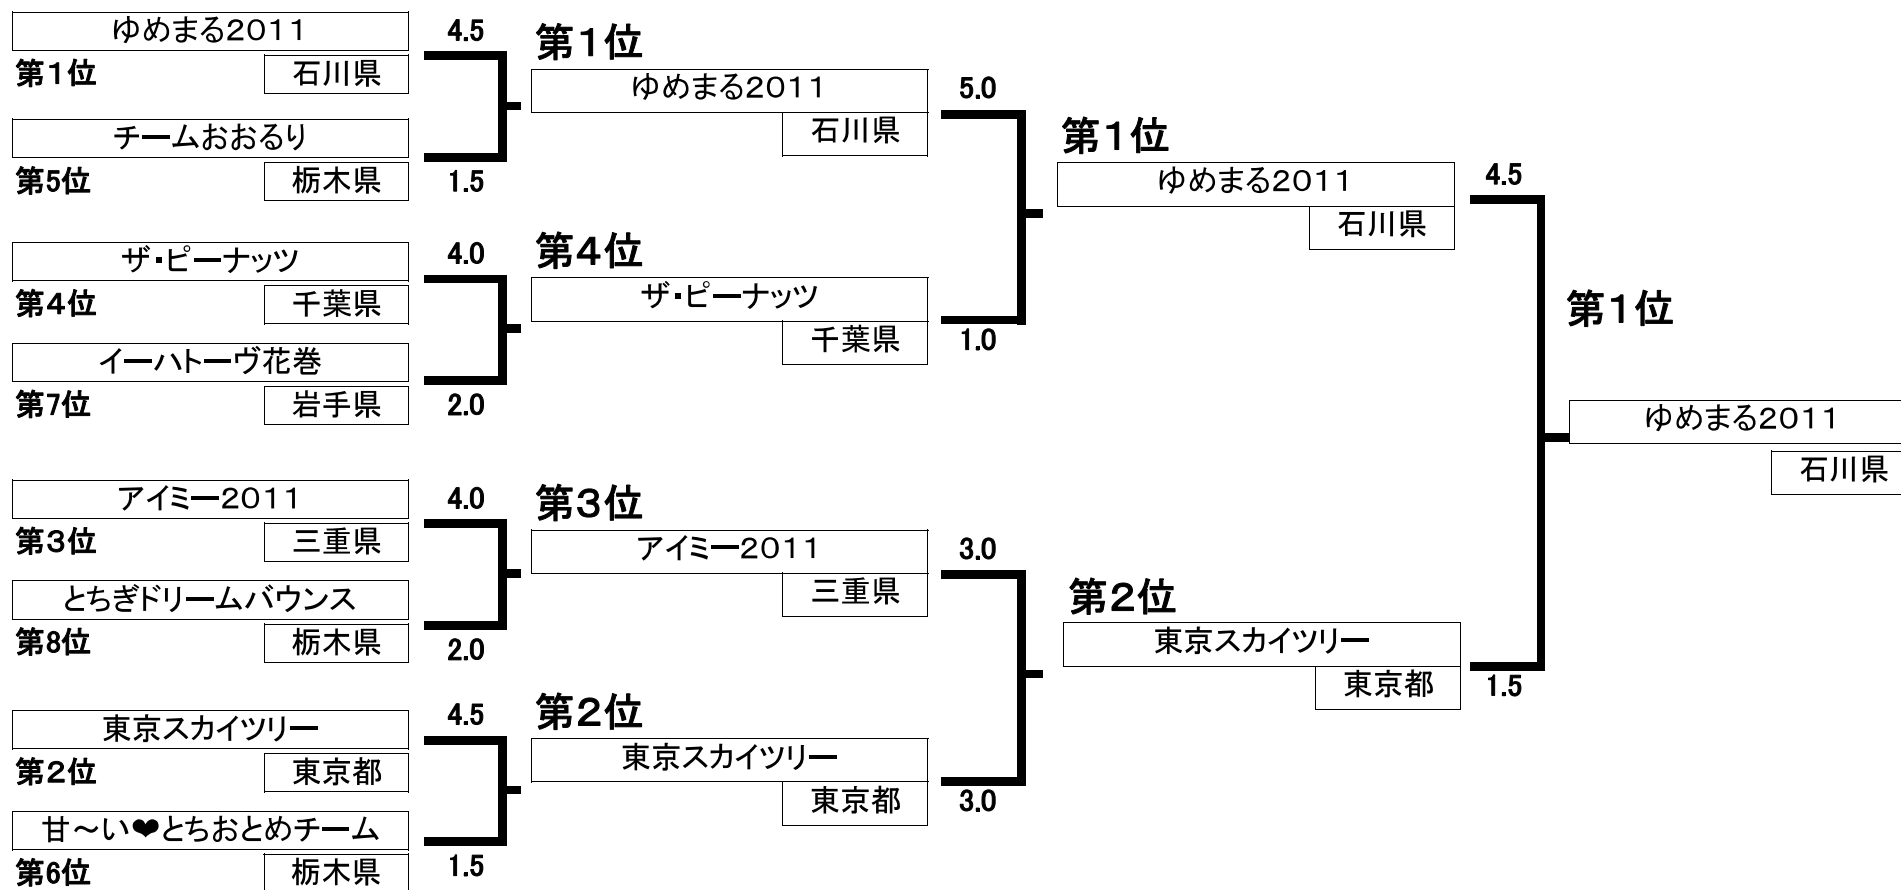 ゆめまる2011
4.5
第1位
石川県
チームおおるり
第5位
栃木県
1.5
ザ・ピーナッツ
4.0
第4位
千葉県
イーハトーヴ花巻
第7位
岩手県
2.0
アイミー2011
4.0
第3位
三重県
とちぎドリームバウンス
第8位
栃木県
2.0
東京スカイツリー
4.5
第2位
東京都
甘～い❤とちおとめチーム
第6位
栃木県
1.5
第1位
ゆめまる2011
石川県
5.0
第4位
ザ・ピーナッツ
千葉県
1.0
第3位
アイミー2011
三重県
3.0
第2位
東京スカイツリー
東京都
3.0
第1位
ゆめまる2011
石川県
4.5
第2位
東京スカイツリー
東京都
1.5
第1位
ゆめまる2011
石川県